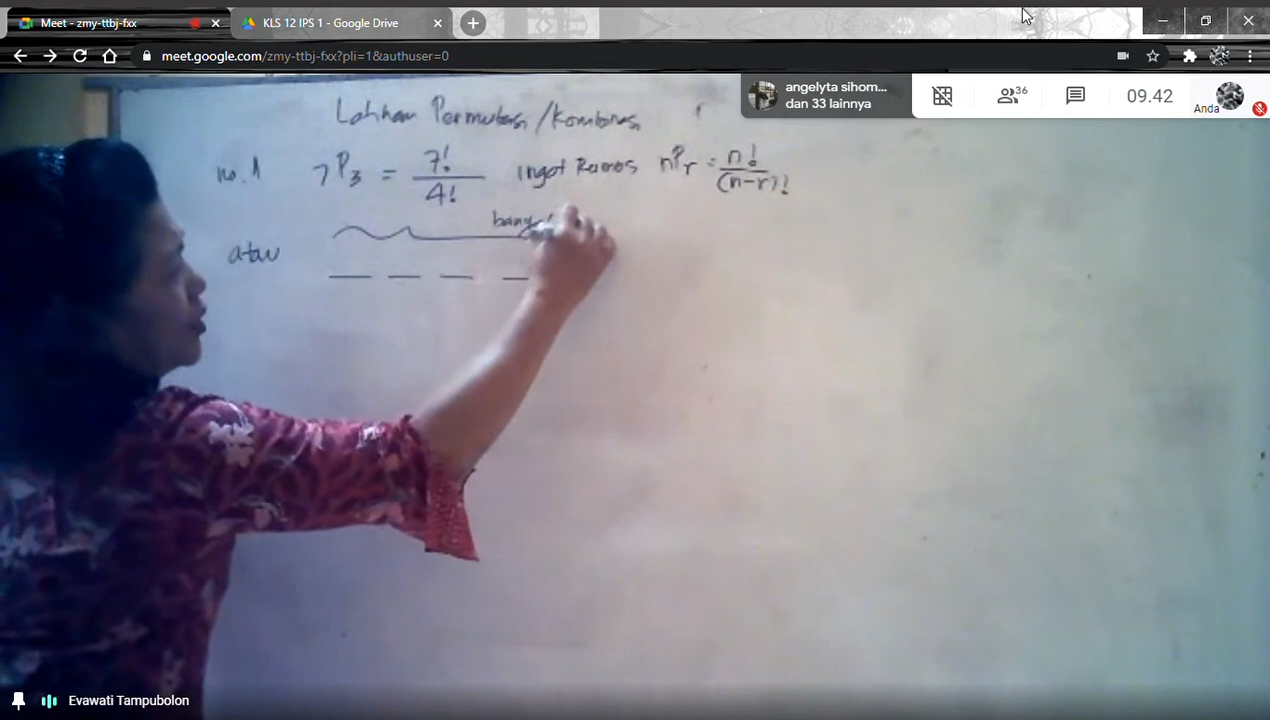 Meet - zmy-ttbj-fxx
KLS 12 IPS 1 - Google Drive
meet.google.com/zmy-ttbj-fxx?pli=1&authuser=0
angelyta sihom...
dan 33 lainnya
36
09.42
Anda
Latihan Permutasi/Kombinasi
no. 1 7P3 = 7!/4! ingat Rumus nPr = n!/(n-r)!
bany
atau
Evawati Tampubolon